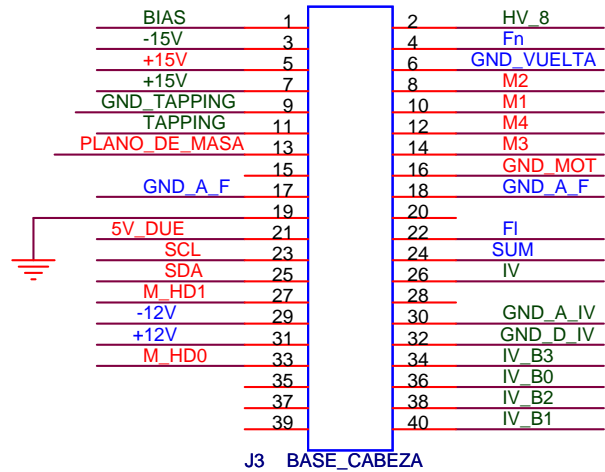 BIAS 1 2 HV_8
-15V 3 4 Fn
+15V 5 6 GND_VUELTA
+15V 7 8 M2
GND_TAPPING 9 10 M1
TAPPING 11 12 M4
PLANO_DE_MASA 13 14 M3
15 16 GND_MOT
GND_A_F 17 18 GND_A_F
19 20
5V_DUE 21 22 FI
SCL 23 24 SUM
SDA 25 26 IV
M_HD1 27 28
-12V 29 30 GND_A_IV
+12V 31 32 GND_D_IV
M_HD0 33 34 IV_B3
35 36 IV_B0
37 38 IV_B2
39 40 IV_B1
J3 BASE_CABEZA